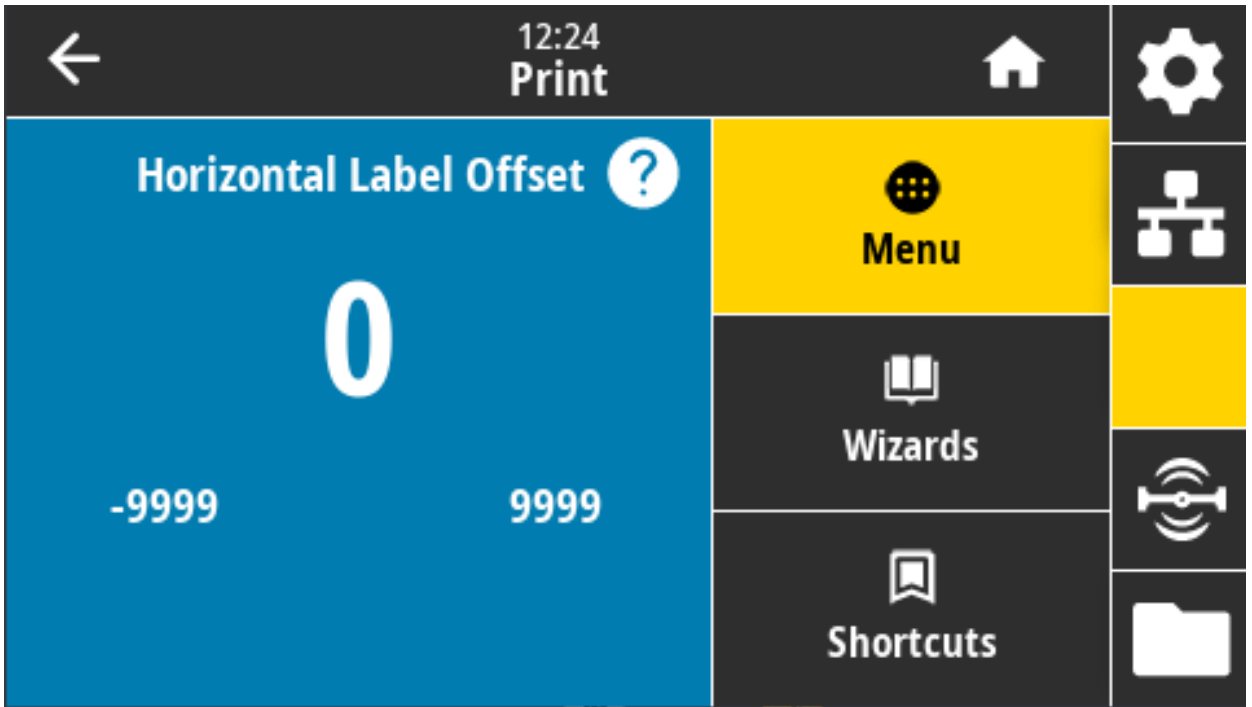 12:24
Print
Horizontal Label Offset ?
0
-9999 9999
Menu
Wizards
Shortcuts